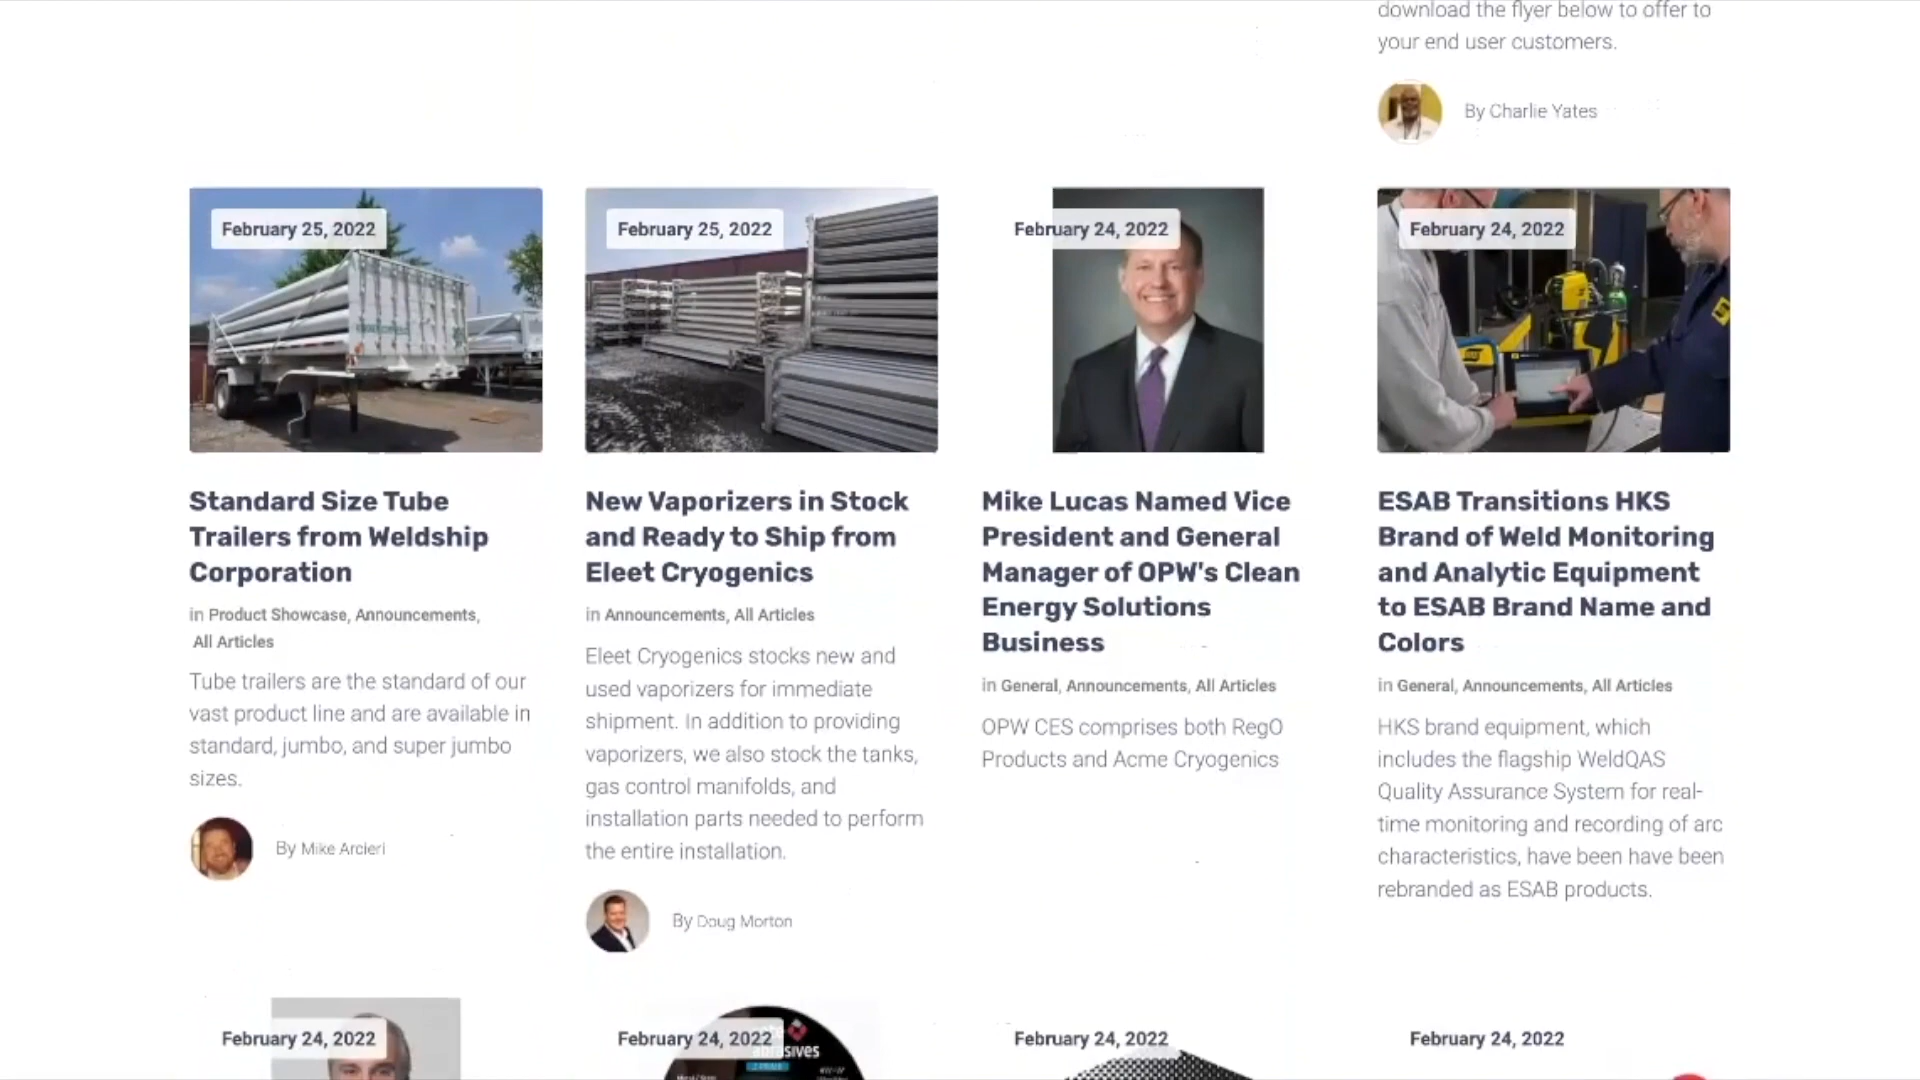 download the flyer below to offer to
your end user customers.
By Charlie Yates
February 25, 2022
Standard Size Tube
Trailers from Weldship
Corporation
in Product Showcase, Announcements,
All Articles
Tube trailers are the standard of our
vast product line and are available in
standard, jumbo, and super jumbo
sizes.
By Mike Arcieri
February 25, 2022
New Vaporizers in Stock
and Ready to Ship from
Eleet Cryogenics
in Announcements, All Articles
Eleet Cryogenics stocks new and
used vaporizers for immediate
shipment. In addition to providing
vaporizers, we also stock the tanks,
gas control manifolds, and
installation parts needed to perform
the entire installation.
By Doug Morton
February 24, 2022
Mike Lucas Named Vice
President and General
Manager of OPW's Clean
Energy Solutions
Business
in General, Announcements, All Articles
OPW CES comprises both RegO
Products and Acme Cryogenics
February 24, 2022
ESAB Transitions HKS
Brand of Weld Monitoring
and Analytic Equipment
to ESAB Brand Name and
Colors
in General, Announcements, All Articles
HKS brand equipment, which
includes the flagship WeldQAS
Quality Assurance System for real-
time monitoring and recording of arc
characteristics, have been have been
rebranded as ESAB products.
February 24, 2022
February 24, 2022
abrasives
February 24, 2022
February 24, 2022